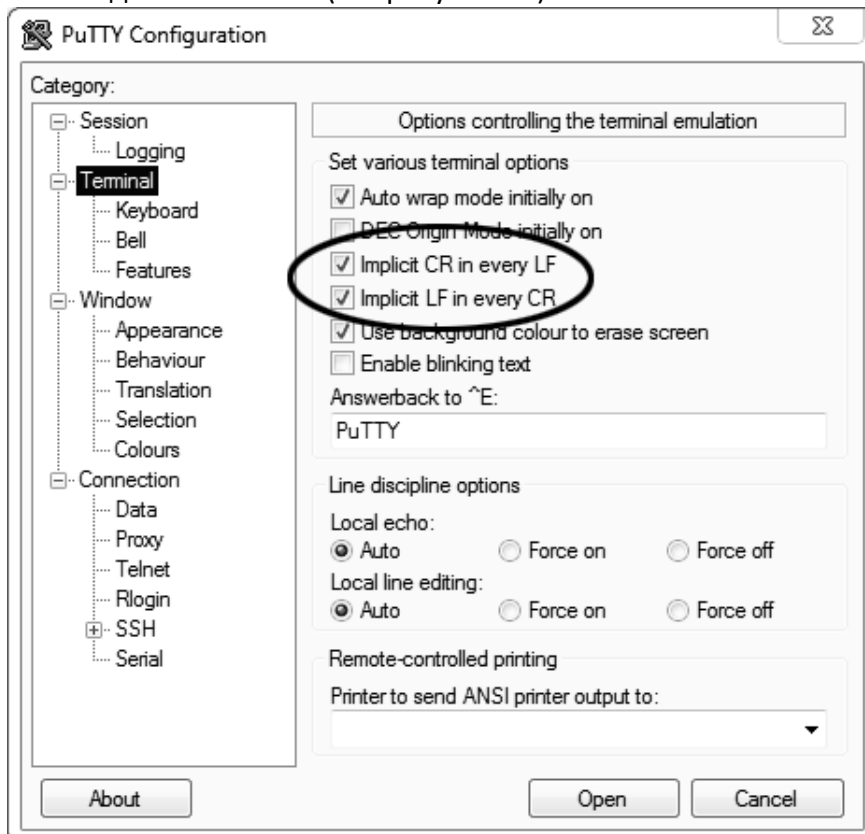 PuTTY Configuration
Category:
Session
Logging
Terminal
Keyboard
Bell
Features
Window
Appearance
Behaviour
Translation
Selection
Colours
Connection
Data
Proxy
Telnet
Rlogin
SSH
Serial
Options controlling the terminal emulation
Set various terminal options
Auto wrap mode initially on
DEC Origin Mode initially on
Implicit CR in every LF
Implicit LF in every CR
Use background colour to erase screen
Enable blinking text
Answerback to ^E:
PuTTY
Line discipline options
Local echo:
Auto Force on Force off
Local line editing:
Auto Force on Force off
Remote-controlled printing
Printer to send ANSI printer output to:
About Open Cancel